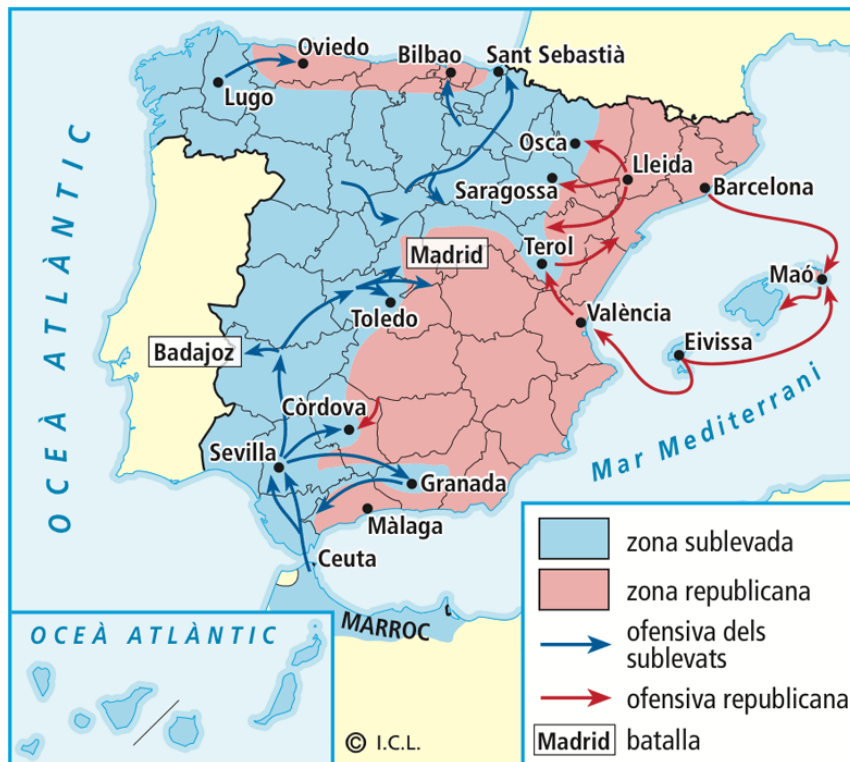 Oviedo
Bilbao
Sant Sebastià
Lugo
Osca
Lleida
Saragossa
Barcelona
OCEÀ ATLÀNTIC
Madrid
Terol
Maó
Toledo
València
Badajoz
Eivissa
Còrdova
Mar Mediterrani
Sevilla
Granada
Màlaga
Ceuta
MARROC
OCEÀ ATLÀNTIC
© I.C.L.
zona sublevada
zona republicana
ofensiva dels
sublevats
ofensiva republicana
Madrid batalla